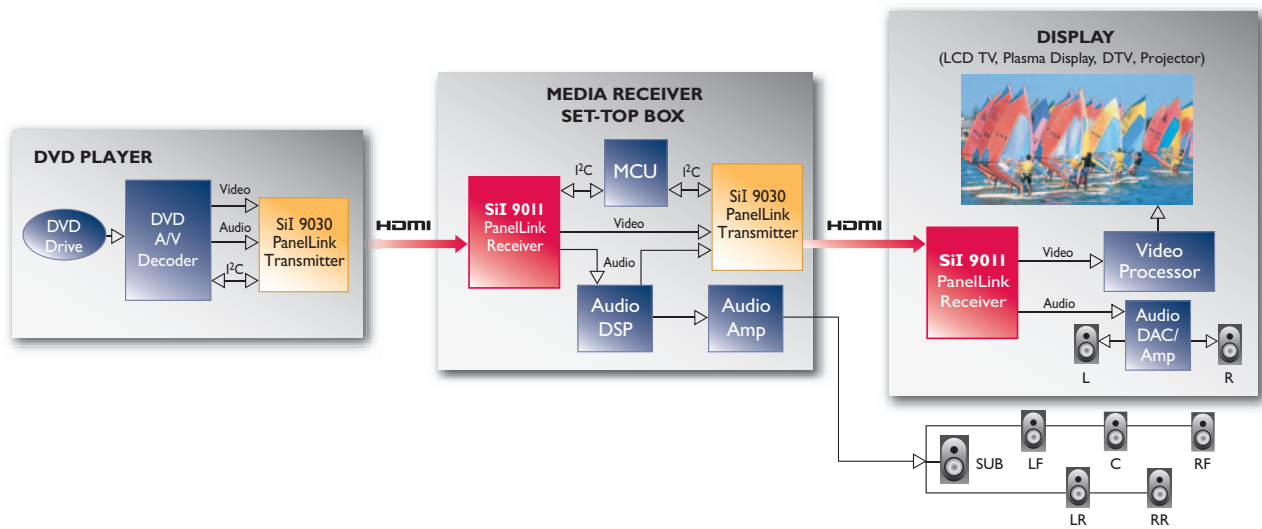 DVD PLAYER
DVD
Drive
DVD
A/V
Decoder
Video
Audio
I²C
SiI 9030
PanelLink
Transmitter
HDMI
MEDIA RECEIVER
SET-TOP BOX
SiI 9011
PanelLink
Receiver
I²C
MCU
I²C
Video
Audio
SiI 9030
PanelLink
Transmitter
Audio
DSP
Audio
Amp
HDMI
DISPLAY
(LCD TV, Plasma Display, DTV, Projector)
SiI 9011
PanelLink
Receiver
Video
Video
Processor
Audio
Audio
DAC/
Amp
L
R
SUB
LF
C
RF
LR
RR